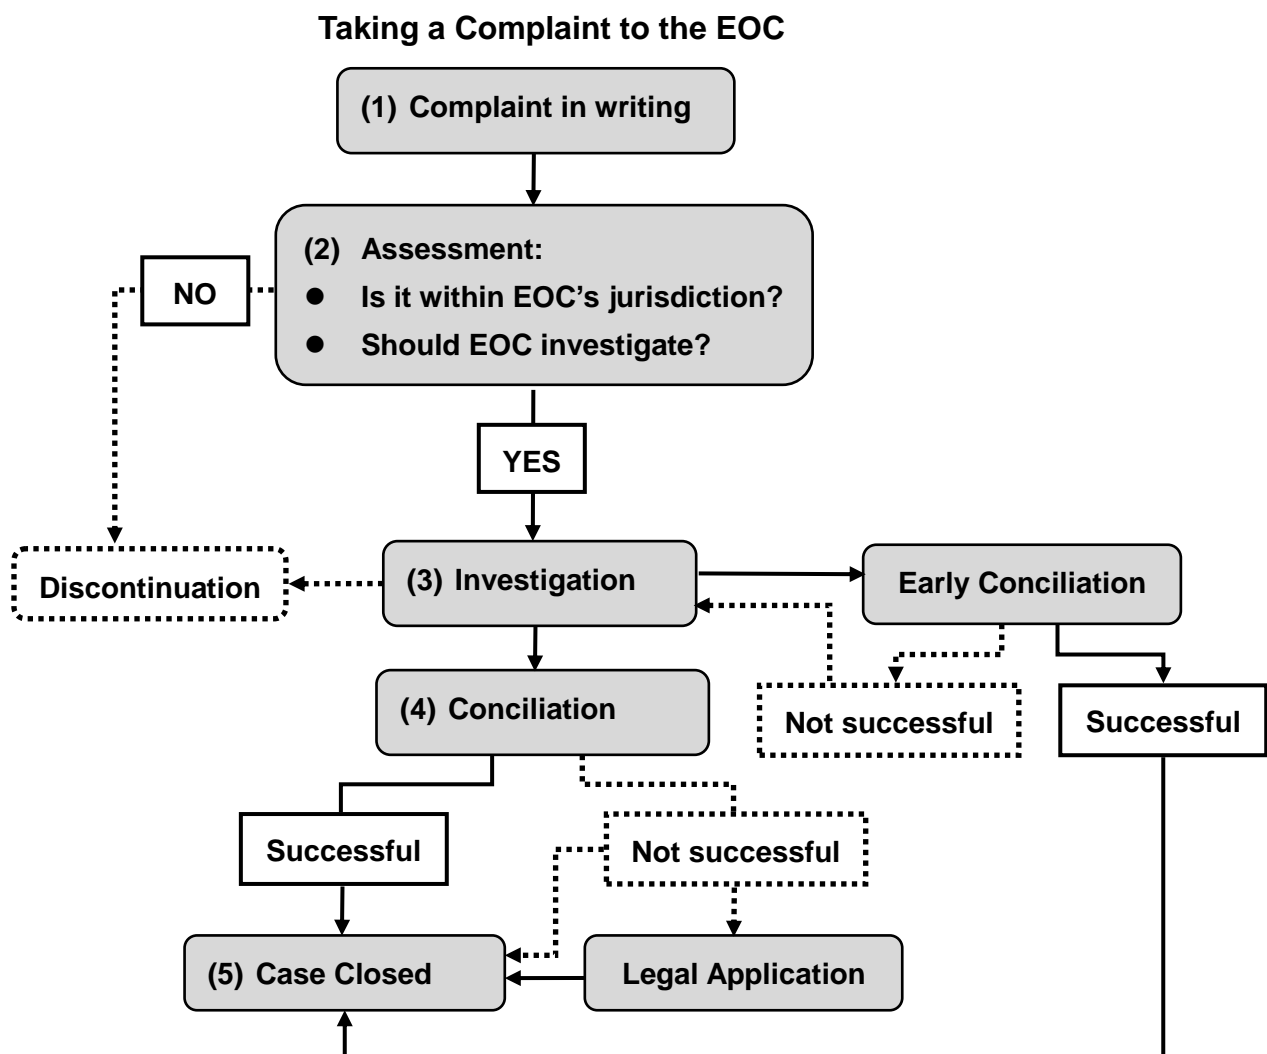 Taking a Complaint to the EOC
(1) Complaint in writing
(2) Assessment:
● Is it within EOC’s jurisdiction?
● Should EOC investigate?
NO
YES
Discontinuation
(3) Investigation
Early Conciliation
(4) Conciliation
Not successful
Successful
Successful
Not successful
(5) Case Closed
Legal Application